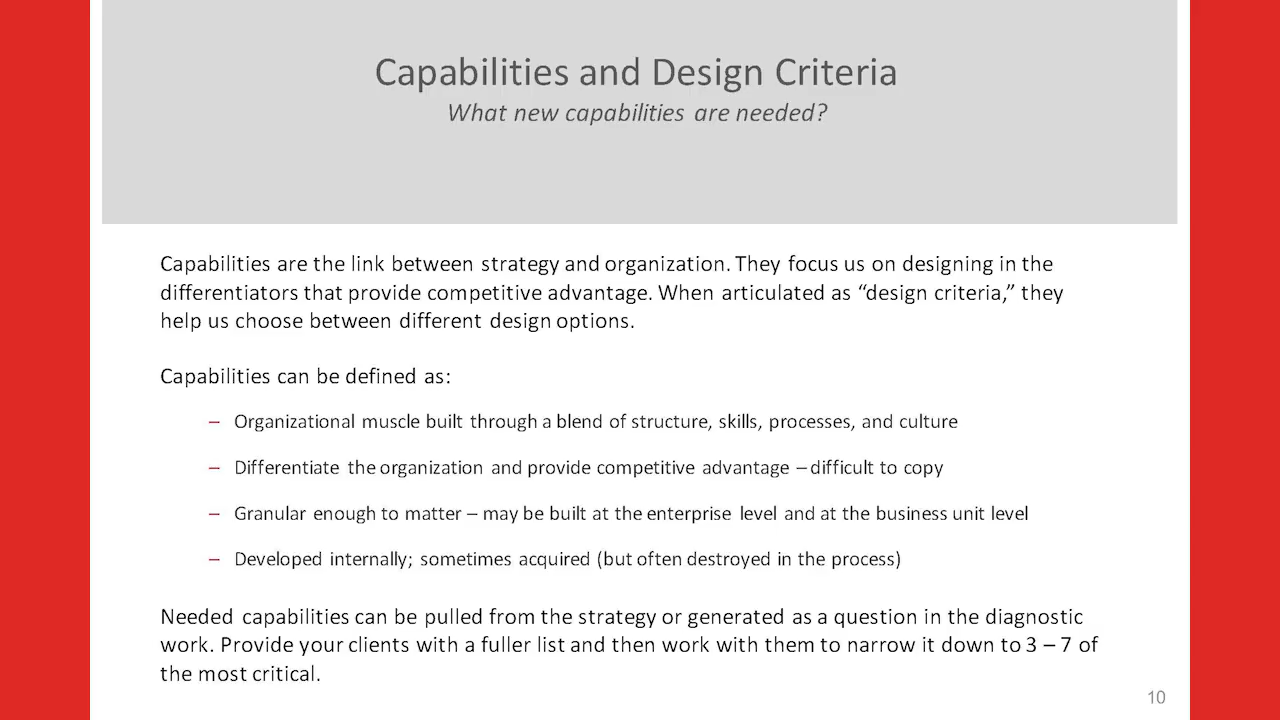 Capabilities and Design Criteria
What new capabilities are needed?
Capabilities are the link between strategy and organization. They focus us on designing in the
differentiators that provide competitive advantage. When articulated as “design criteria,” they
help us choose between different design options.
Capabilities can be defined as:
– Organizational muscle built through a blend of structure, skills, processes, and culture
– Differentiate the organization and provide competitive advantage – difficult to copy
– Granular enough to matter – may be built at the enterprise level and at the business unit level
– Developed internally; sometimes acquired (but often destroyed in the process)
Needed capabilities can be pulled from the strategy or generated as a question in the diagnostic
work. Provide your clients with a fuller list and then work with them to narrow it down to 3 – 7 of
the most critical.
10